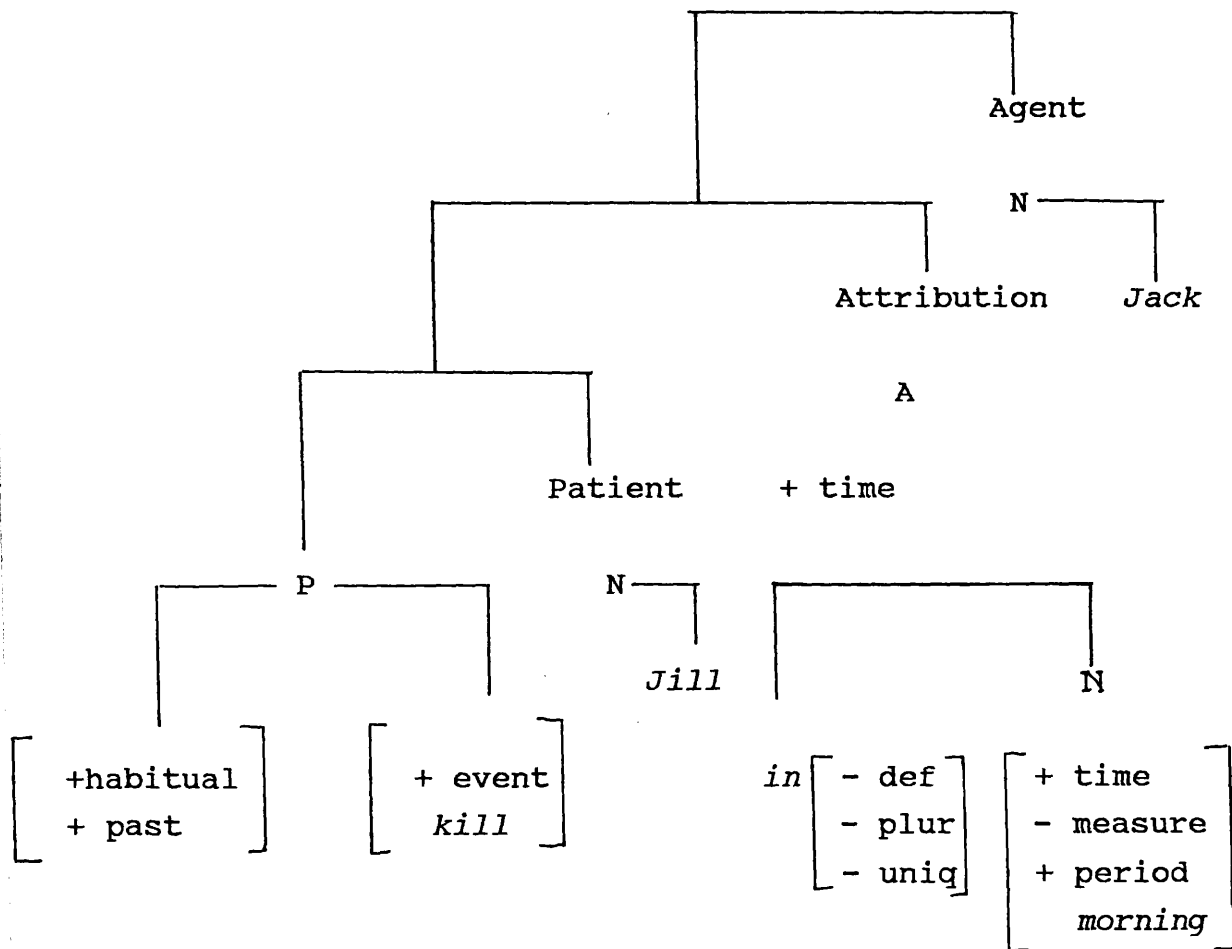 Agent
N
Attribution Jack
A
Patient + time
P N
Jill N
+habitual + event in - def + time
+ past kill - plur - measure
- uniq + period
morning